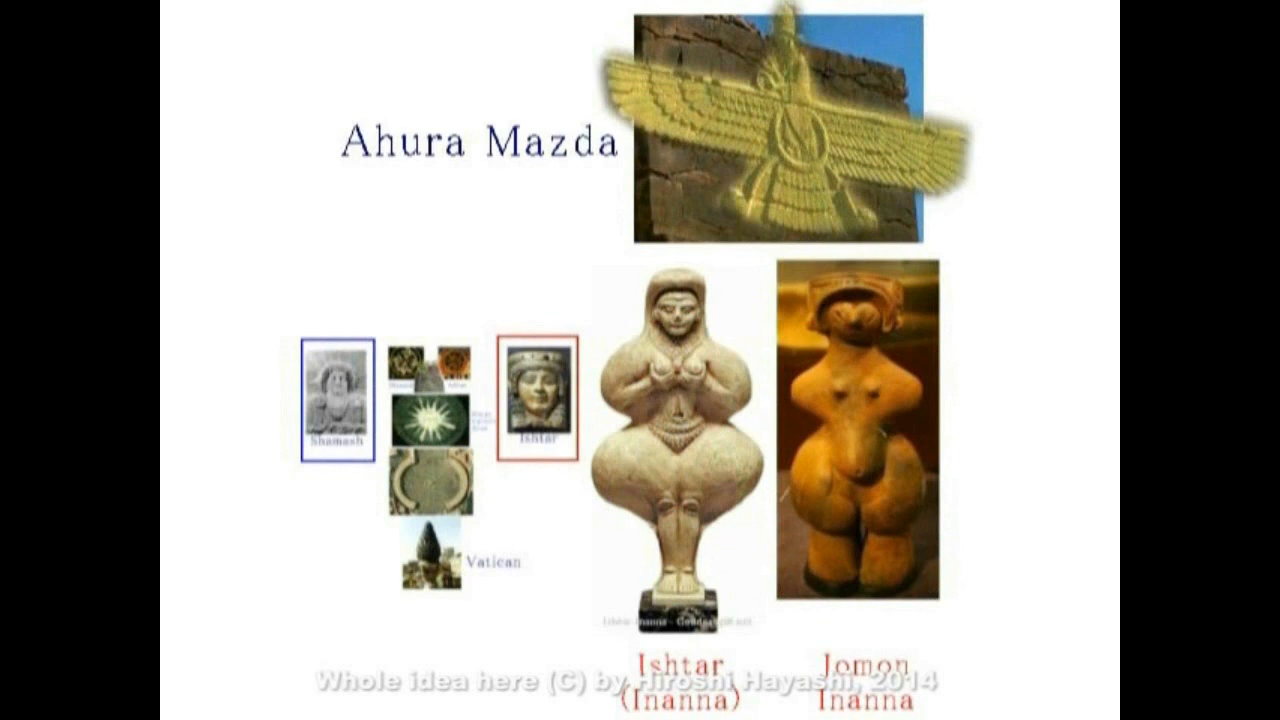 Ahura Mazda
Shamash
Ishtar
Vatican
Ishtar
(Inanna)
Jomon
Inanna
Whole idea here (C) by Hiroshi Hayashi, 2014